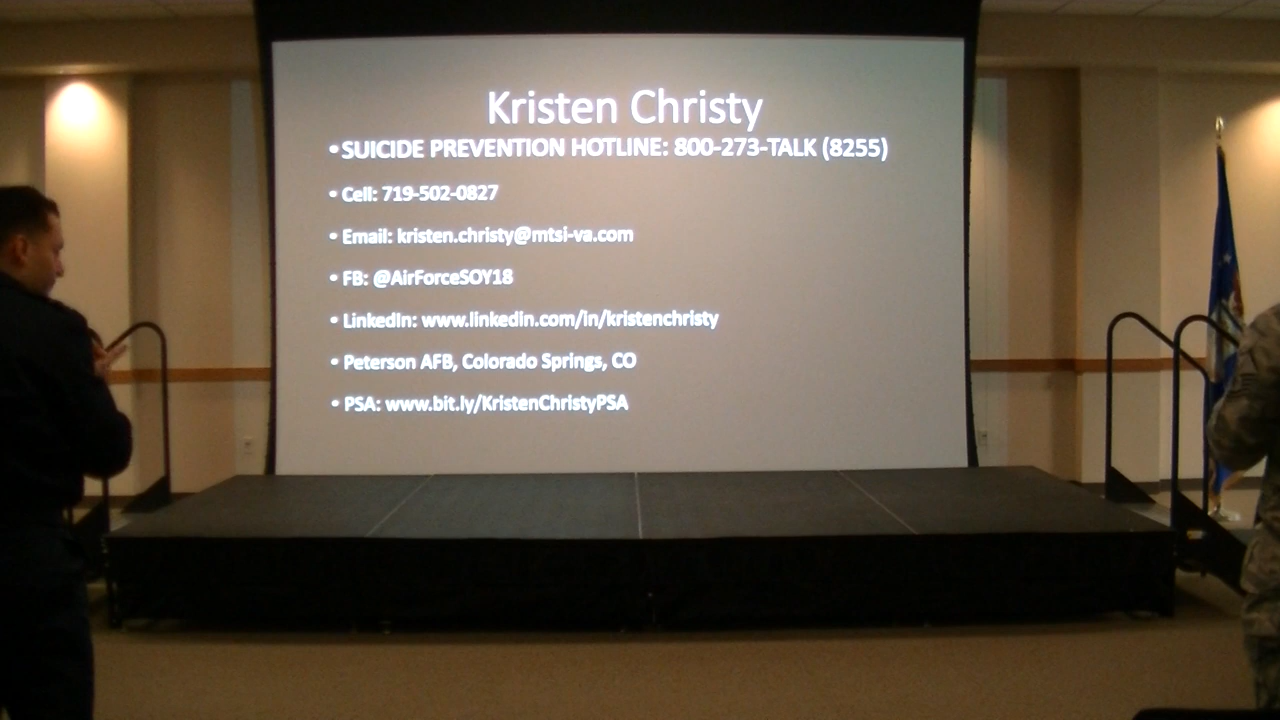 Kristen Christy
• SUICIDE PREVENTION HOTLINE: 800-273-TALK (8255)
• Cell: 719-502-0827
• Email: kristen.christy@mtsi-va.com
• FB: @AirForceSOY18
• LinkedIn: www.linkedin.com/in/kristenchristy
• Peterson AFB, Colorado Springs, CO
• PSA: www.bit.ly/KristenChristyPSA